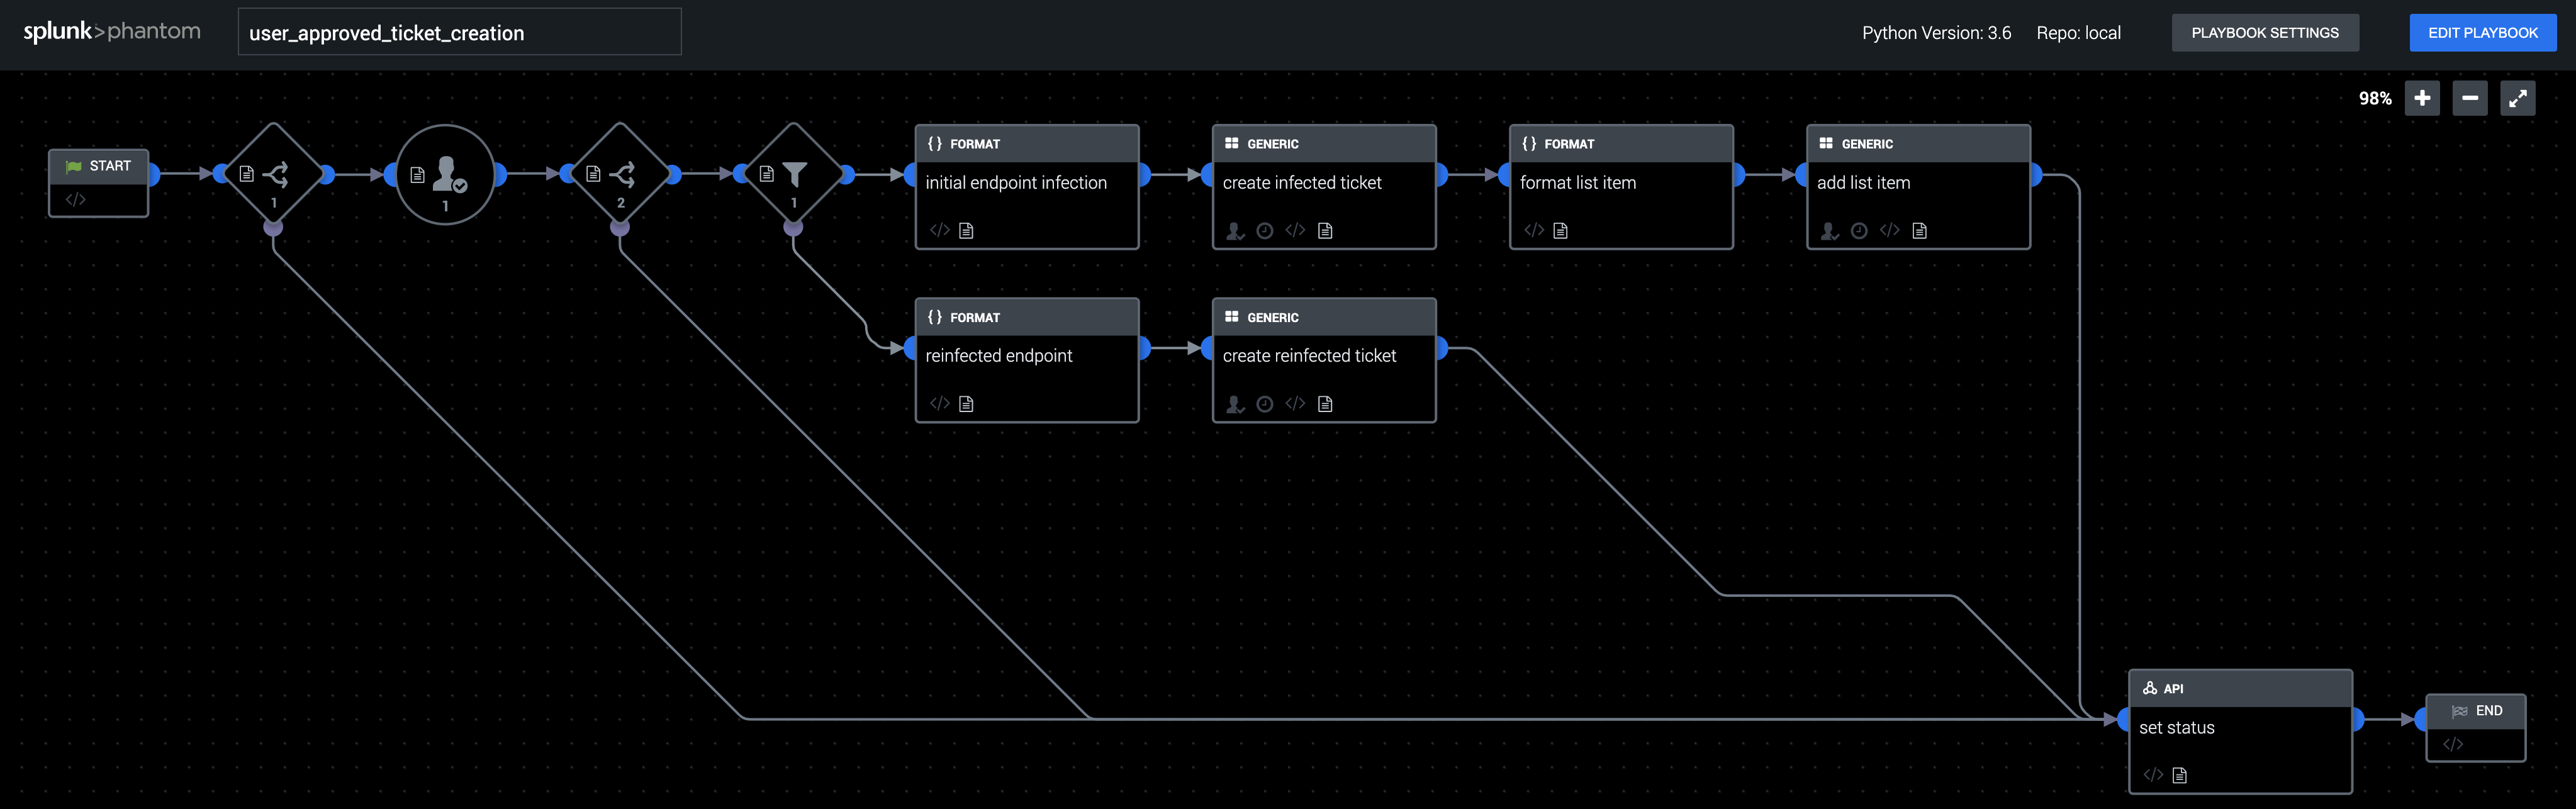 splunk>phantom
user_approved_ticket_creation
Python Version: 3.6
Repo: local
PLAYBOOK SETTINGS
EDIT PLAYBOOK
98%
START
</>
1
1
2
1
{} FORMAT
initial endpoint infection
</>
GENERIC
create infected ticket
</>
{} FORMAT
format list item
</>
GENERIC
add list item
</>
{} FORMAT
reinfected endpoint
</>
GENERIC
create reinfected ticket
</>
API
set status
</>
END
</>